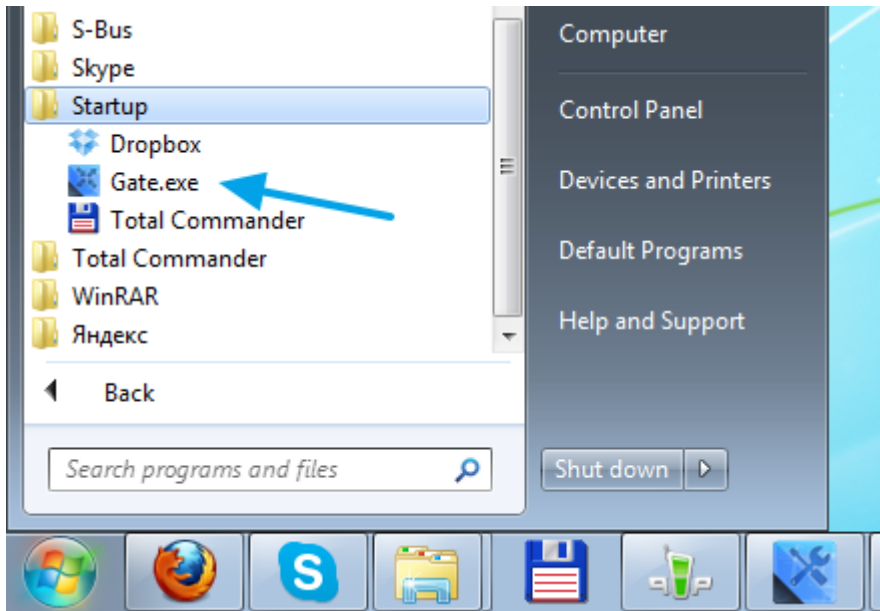 S-Bus
Skype
Startup
Dropbox
Gate.exe
Total Commander
Total Commander
WinRAR
Яндекс
Back
Search programs and files
Computer
Control Panel
Devices and Printers
Default Programs
Help and Support
Shut down
S